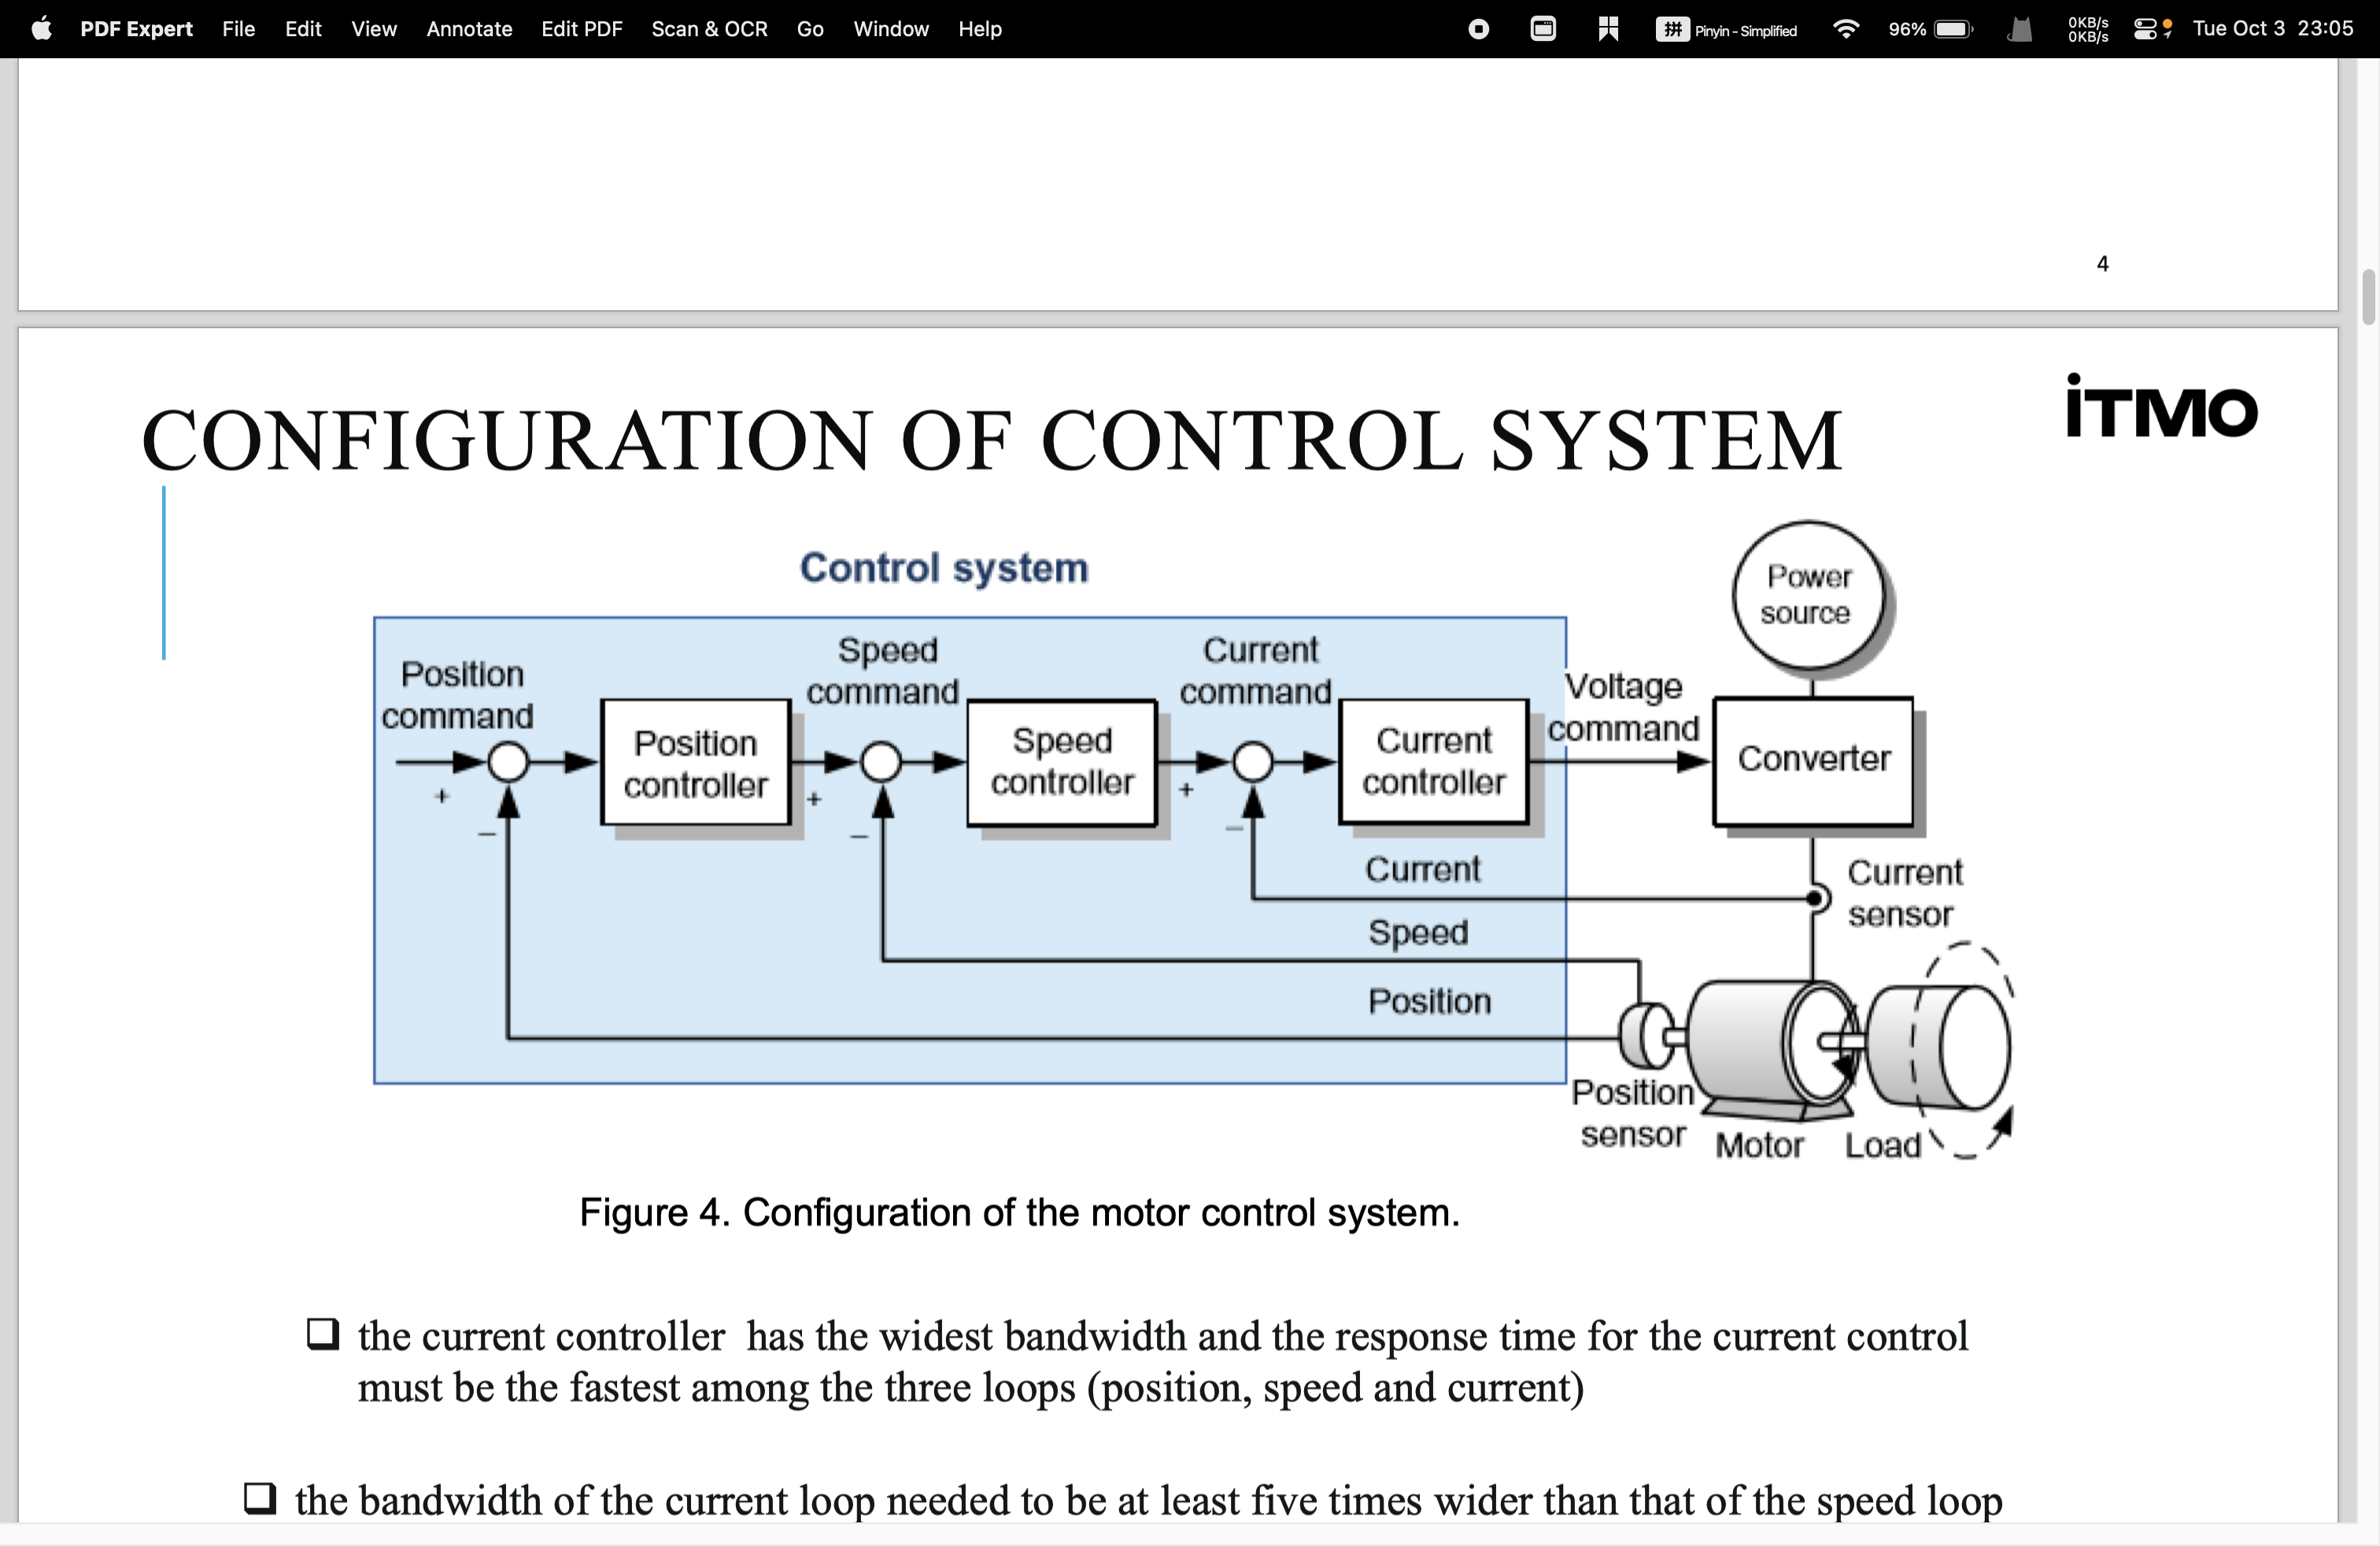 PDF Expert File Edit View Annotate Edit PDF Scan & OCR Go Window Help 拼 Pinyin - Simplified 96% 0KB/s 0KB/s Tue Oct 3 23:05
4
CONFIGURATION OF CONTROL SYSTEM
iTMO
Control system
Power
source
Position
command
Speed
command
Current
command
Voltage
command
Position
controller
Speed
controller
Current
controller
Converter
+
–
+
–
+
–
Current
Current
sensor
Speed
Position
Position
sensor
Motor
Load
Figure 4. Configuration of the motor control system.
❑ the current controller has the widest bandwidth and the response time for the current control
must be the fastest among the three loops (position, speed and current)
❑ the bandwidth of the current loop needed to be at least five times wider than that of the speed loop